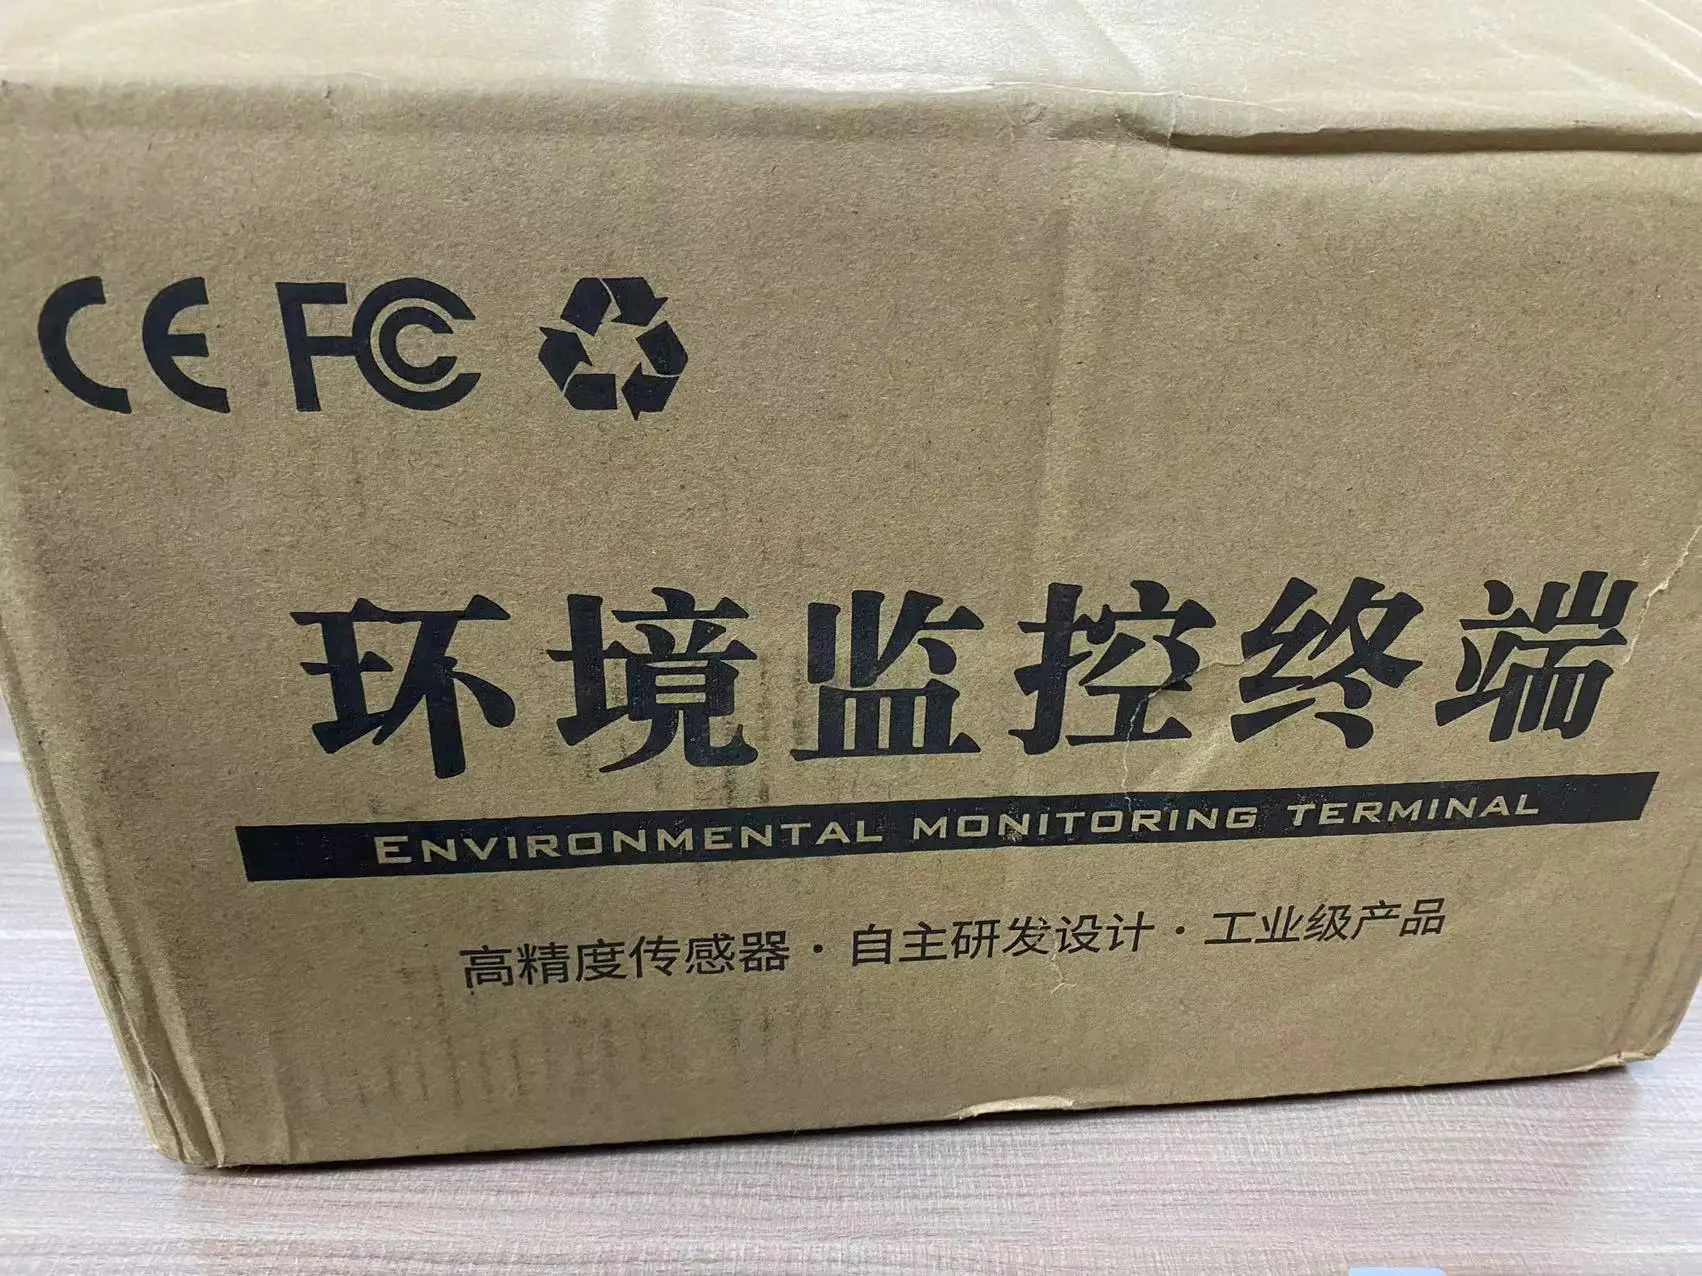 CE FC
环境监控终端
ENVIRONMENTAL MONITORING TERMINAL
高精度传感器·自主研发设计·工业级产品